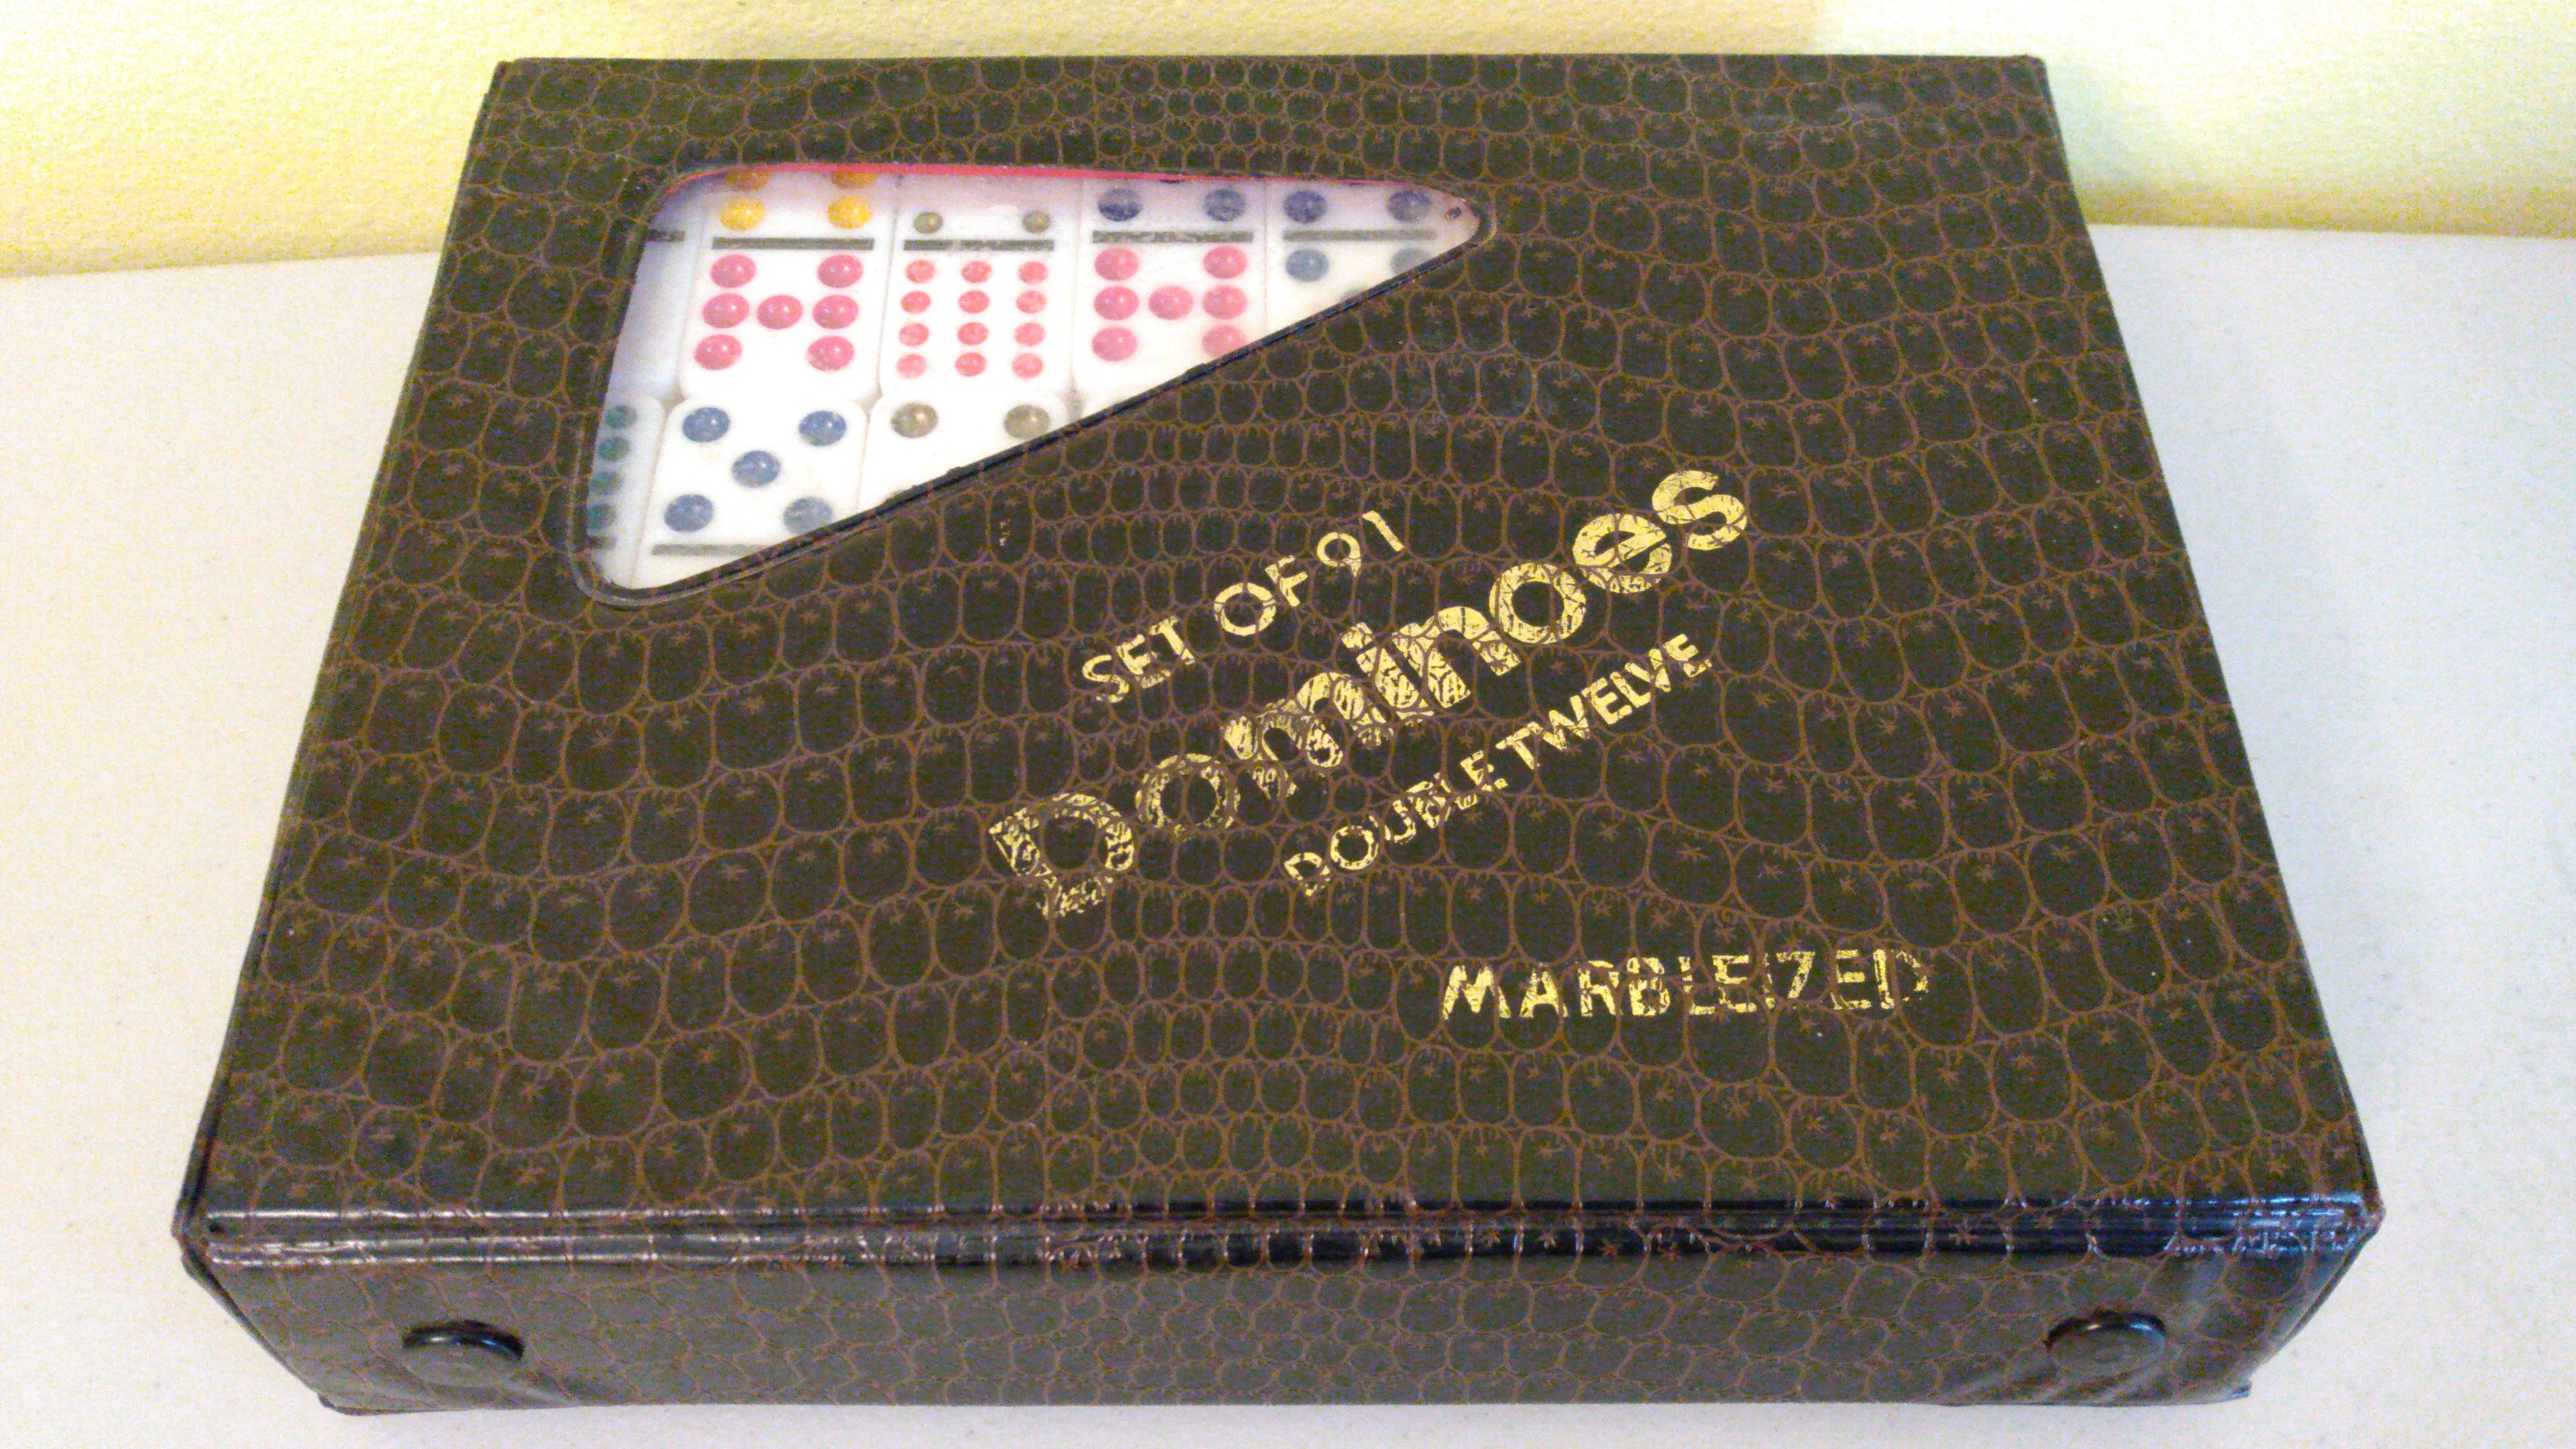 SET OF 91
Dominoes
DOUBLE TWELVE
MARBLEIZED